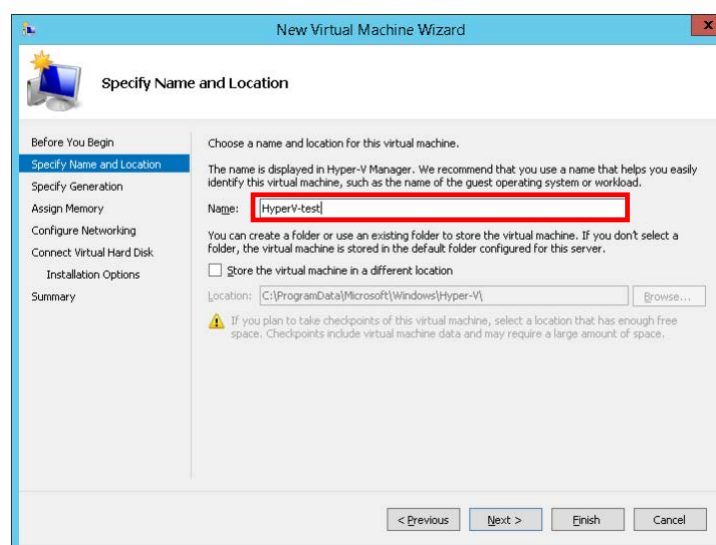 New Virtual Machine Wizard
x
Specify Name and Location
Before You Begin
Specify Name and Location
Specify Generation
Assign Memory
Configure Networking
Connect Virtual Hard Disk
Installation Options
Summary
Choose a name and location for this virtual machine.
The name is displayed in Hyper-V Manager. We recommend that you use a name that helps you easily
identify this virtual machine, such as the name of the guest operating system or workload.
Name: HyperV-test
You can create a folder or use an existing folder to store the virtual machine. If you don't select a
folder, the virtual machine is stored in the default folder configured for this server.
Store the virtual machine in a different location
Location: C:\ProgramData\Microsoft\Windows\Hyper-V\ Browse...
If you plan to take checkpoints of this virtual machine, select a location that has enough free
space. Checkpoints include virtual machine data and may require a large amount of space.
< Previous Next > Finish Cancel